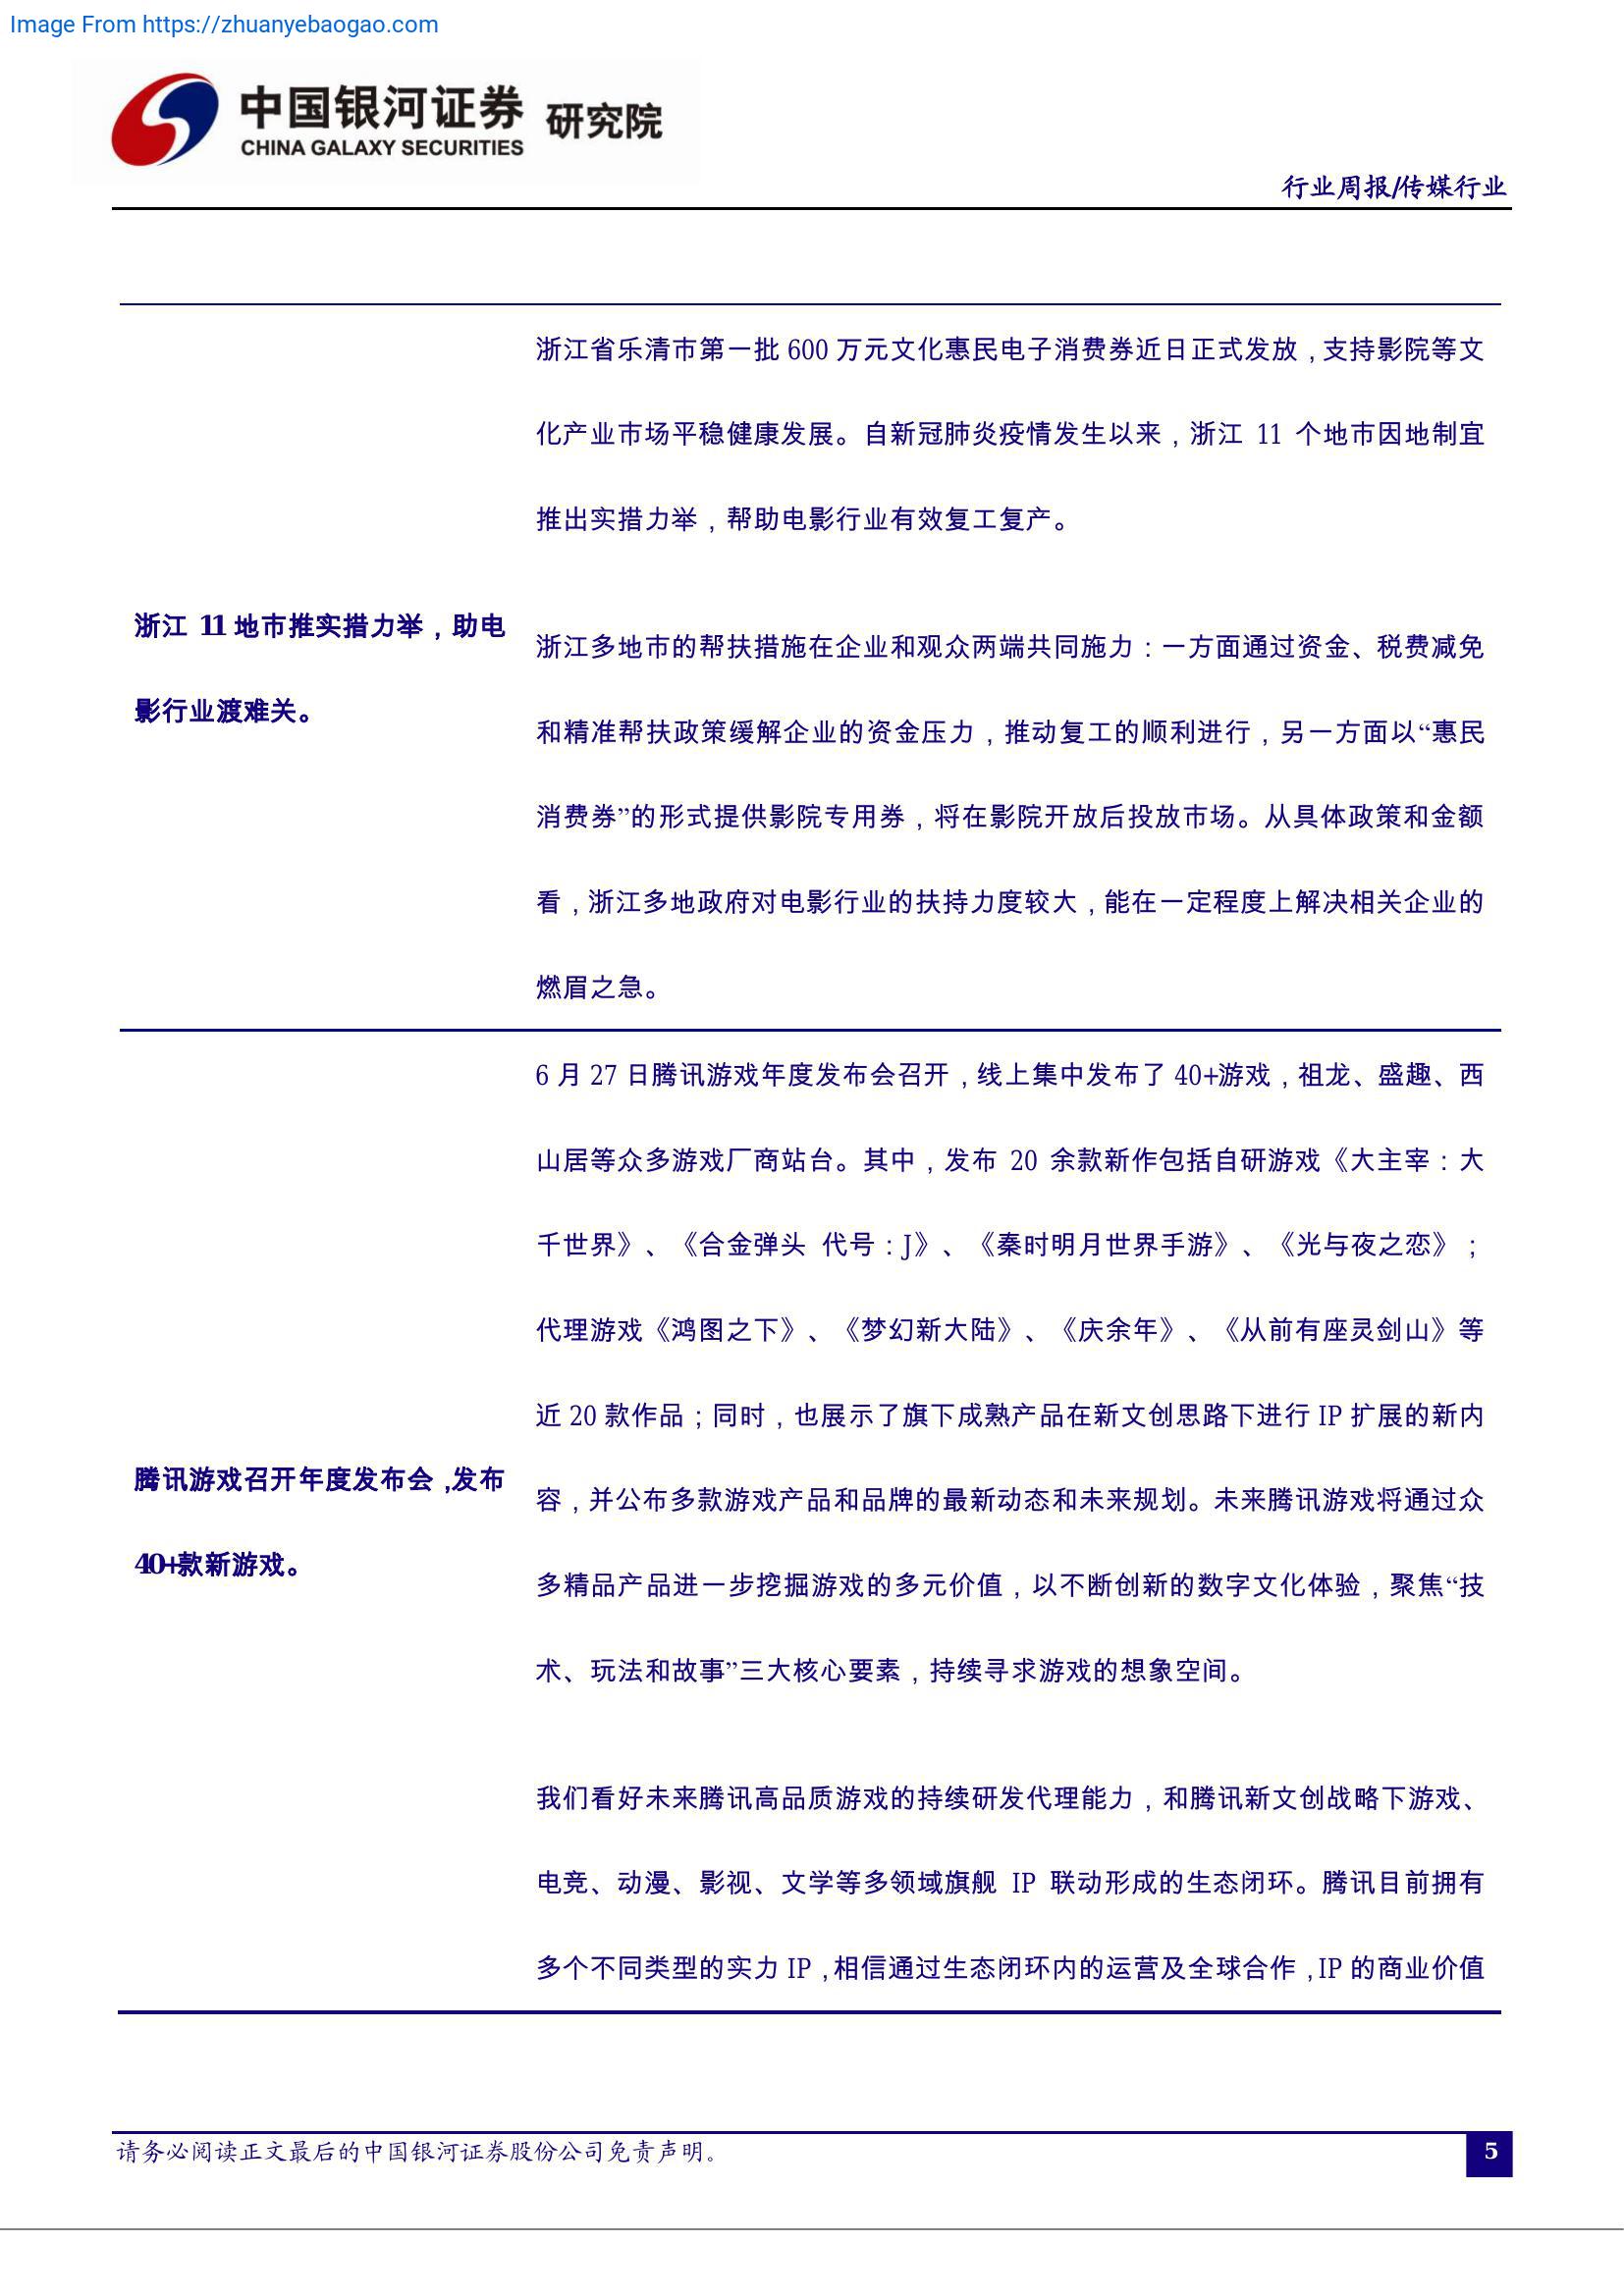 Image From https://zhuanyebaogao.com
中国银河证券 研究院
CHINA GALAXY SECURITIES
行业周报/传媒行业
浙江 11 地市推实措力举，助电
影行业渡难关。
浙江省乐清市第一批 600 万元文化惠民电子消费券近日正式发放，支持影院等文
化产业市场平稳健康发展。自新冠肺炎疫情发生以来，浙江 11 个地市因地制宜
推出实措力举，帮助电影行业有效复工复产。
浙江多地市的帮扶措施在企业和观众两端共同施力：一方面通过资金、税费减免
和精准帮扶政策缓解企业的资金压力，推动复工的顺利进行，另一方面以“惠民
消费券”的形式提供影院专用券，将在影院开放后投放市场。从具体政策和金额
看，浙江多地政府对电影行业的扶持力度较大，能在一定程度上解决相关企业的
燃眉之急。
腾讯游戏召开年度发布会，发布
40+款新游戏。
6 月 27 日腾讯游戏年度发布会召开，线上集中发布了 40+游戏，祖龙、盛趣、西
山居等众多游戏厂商站台。其中，发布 20 余款新作包括自研游戏《大主宰：大
千世界》、《合金弹头 代号：J》、《秦时明月世界手游》、《光与夜之恋》；
代理游戏《鸿图之下》、《梦幻新大陆》、《庆余年》、《从前有座灵剑山》等
近 20 款作品；同时，也展示了旗下成熟产品在新文创思路下进行 IP 扩展的新内
容，并公布多款游戏产品和品牌的最新动态和未来规划。未来腾讯游戏将通过众
多精品产品进一步挖掘游戏的多元价值，以不断创新的数字文化体验，聚焦“技
术、玩法和故事”三大核心要素，持续寻求游戏的想象空间。
我们看好未来腾讯高品质游戏的持续研发代理能力，和腾讯新文创战略下游戏、
电竞、动漫、影视、文学等多领域旗舰 IP 联动形成的生态闭环。腾讯目前拥有
多个不同类型的实力 IP，相信通过生态闭环内的运营及全球合作，IP 的商业价值
请务必阅读正文最后的中国银河证券股份公司免责声明。
5